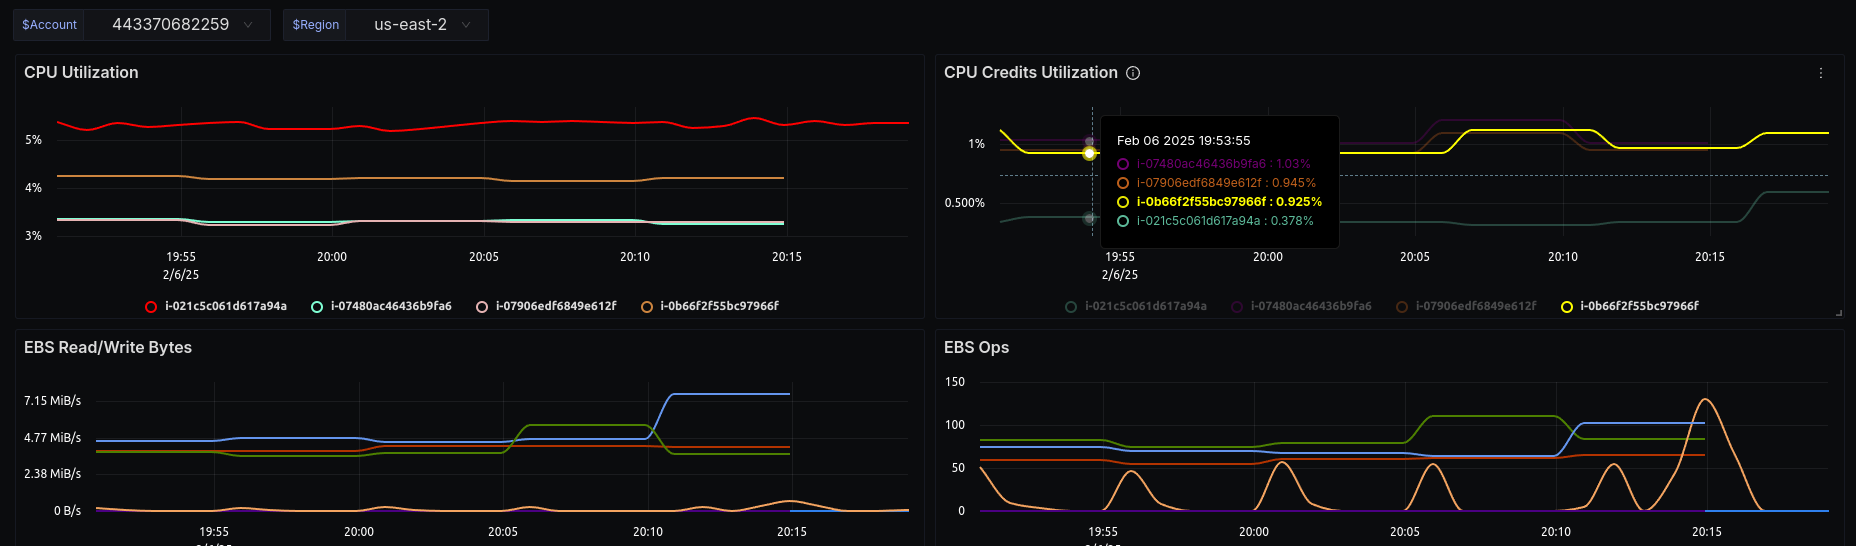 $Account 443370682259 $Region us-east-2
CPU Utilization
5%
4%
3%
19:55 20:00 20:05 20:10 20:15
2/6/25
i-021c5c061d617a94a i-07480ac46436b9fa6 i-07906edf6849e612f i-0b66f2f55bc97966f
CPU Credits Utilization
1%
0.500%
Feb 06 2025 19:53:55
i-07480ac46436b9fa6 : 1.03%
i-07906edf6849e612f : 0.945%
i-0b66f2f55bc97966f : 0.925%
i-021c5c061d617a94a : 0.378%
19:55 20:00 20:05 20:10 20:15
2/6/25
i-021c5c061d617a94a i-07480ac46436b9fa6 i-07906edf6849e612f i-0b66f2f55bc97966f
EBS Read/Write Bytes
7.15 MiB/s
4.77 MiB/s
2.38 MiB/s
0 B/s
19:55 20:00 20:05 20:10 20:15
EBS Ops
150
100
50
0
19:55 20:00 20:05 20:10 20:15